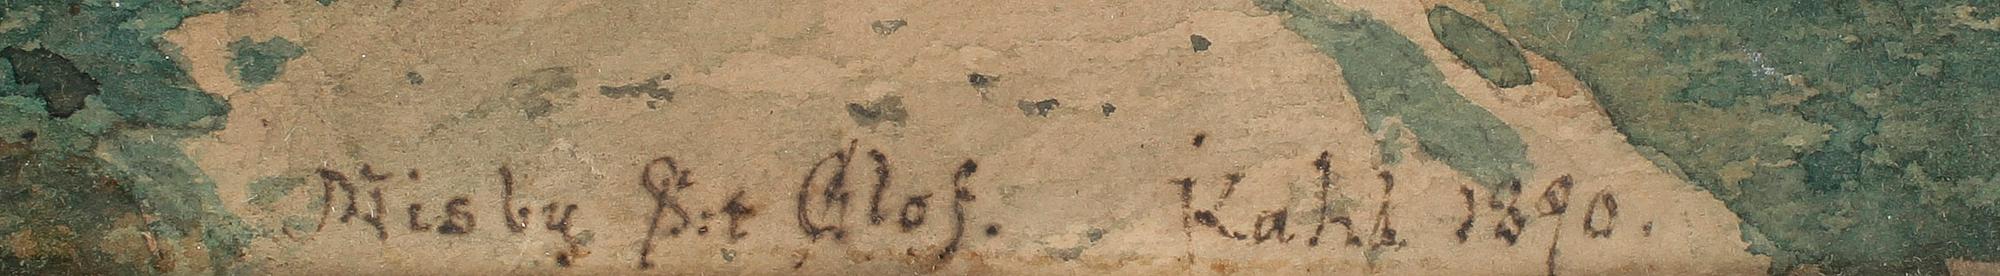 Wisby S:t Olof. Kahl 1890.